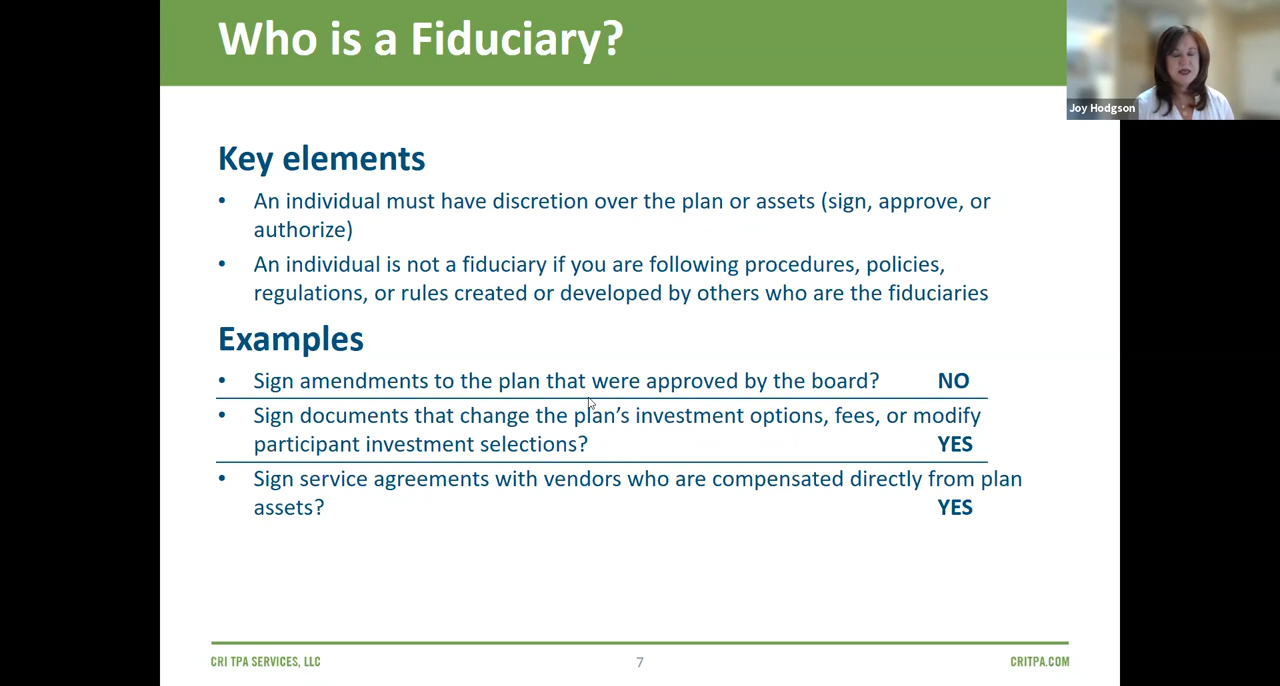 Who is a Fiduciary?
Joy Hodgson
Key elements
• An individual must have discretion over the plan or assets (sign, approve, or
authorize)
• An individual is not a fiduciary if you are following procedures, policies,
regulations, or rules created or developed by others who are the fiduciaries
Examples
• Sign amendments to the plan that were approved by the board? NO
• Sign documents that change the plan’s investment options, fees, or modify
participant investment selections? YES
• Sign service agreements with vendors who are compensated directly from plan
assets? YES
CRI TPA SERVICES, LLC 7 CRITPA.COM